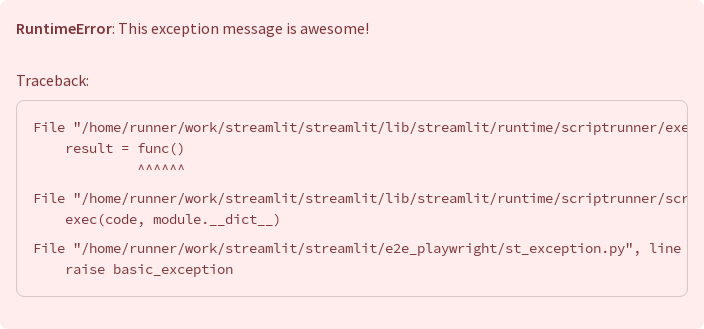 RuntimeError: This exception message is awesome!
Traceback:
File "/home/runner/work/streamlit/streamlit/lib/streamlit/runtime/scriptrunner/exe
    result = func()
             ^^^^^^
File "/home/runner/work/streamlit/streamlit/lib/streamlit/runtime/scriptrunner/scr
    exec(code, module.__dict__)
File "/home/runner/work/streamlit/streamlit/e2e_playwright/st_exception.py", line
    raise basic_exception